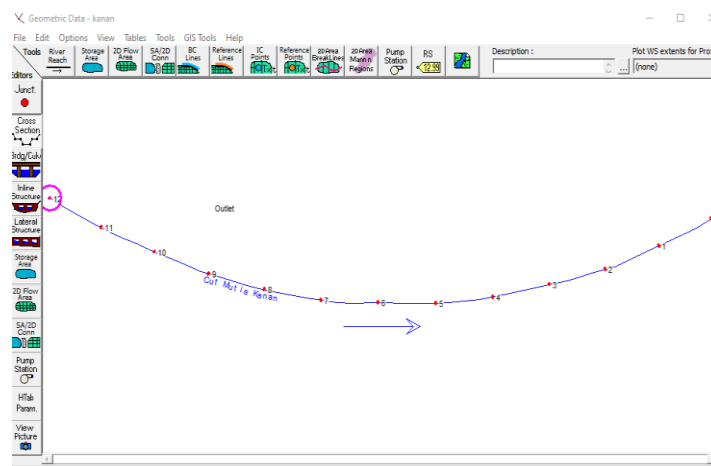 Geometric Data - kanan
File Edit Options View Tables Tools GIS Tools Help
Tools
River Reach
Storage Area
2D Flow Area
SA/2D Conn
BC Lines
Reference Lines
IC Points
Reference Points
2D Area BreakLines
2D Area Mann n Regions
Pump Station
RS
12.99
Description :
Plot WS extents for Pro
...
(none)
Editors
Junct.
Cross Section
Brdg/Culv
Inline Structure
Lateral Structure
Storage Area
2D Flow Area
SA/2D Conn
Pump Station
HTab Param.
View Picture
12
11
10
9
8
7
6
5
4
3
2
1
Outlet
Cut Mutia Kanan